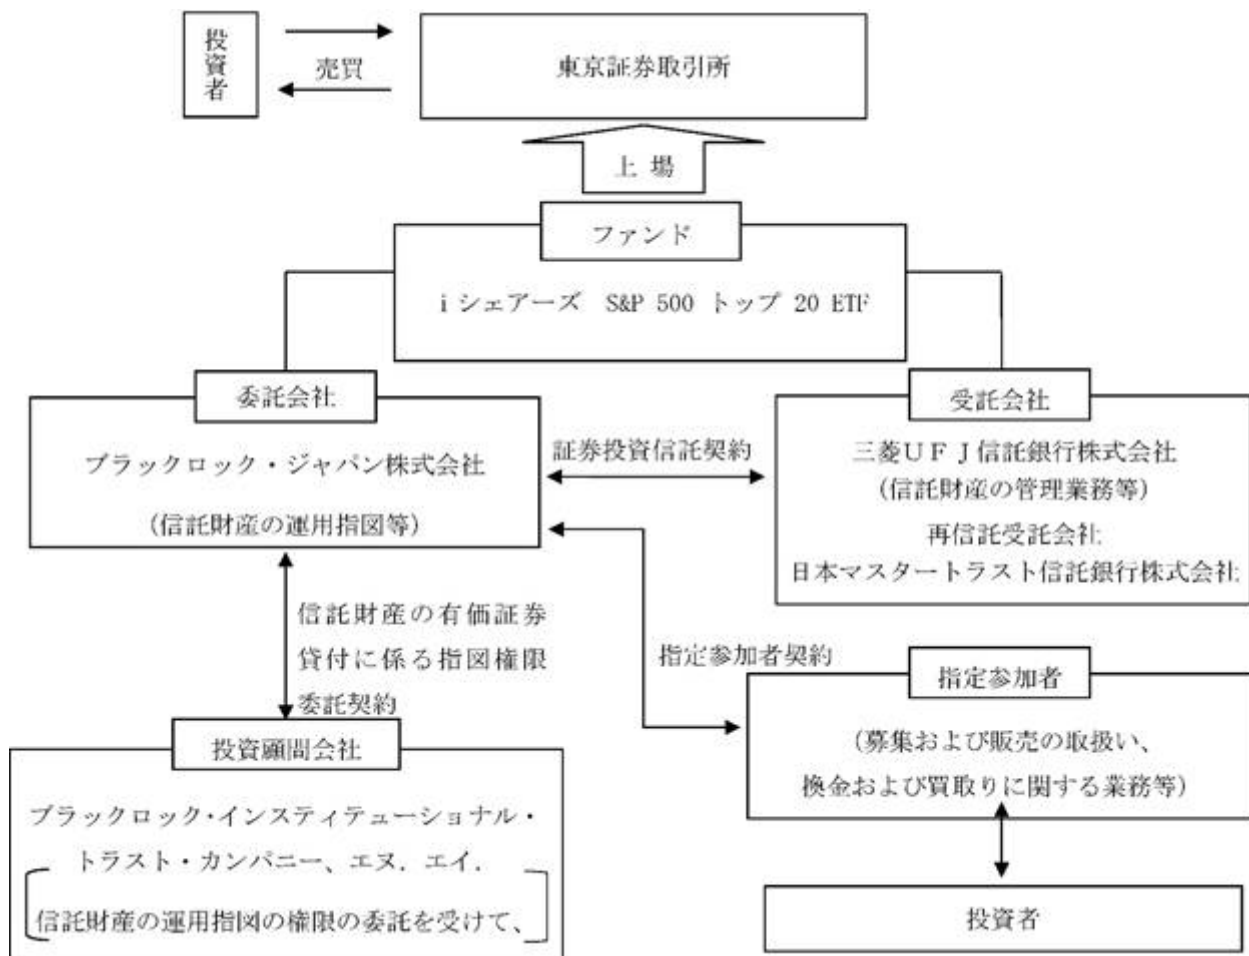 投資者
売買
東京証券取引所
上 場
ファンド
ｉシェアーズ　S&P 500 トップ 20 ETF
委託会社
ブラックロック・ジャパン株式会社
（信託財産の運用指図等）
証券投資信託契約
受託会社
三菱ＵＦＪ信託銀行株式会社
（信託財産の管理業務等）
再信託受託会社
日本マスタートラスト信託銀行株式会社
信託財産の有価証券
貸付に係る指図権限
委託契約
指定参加者契約
指定参加者
（募集および販売の取扱い、
換金および買取りに関する業務等）
投資顧問会社
ブラックロック・インスティテューショナル・
トラスト・カンパニー、エヌ．エイ．
信託財産の運用指図の権限の委託を受けて、
投資者